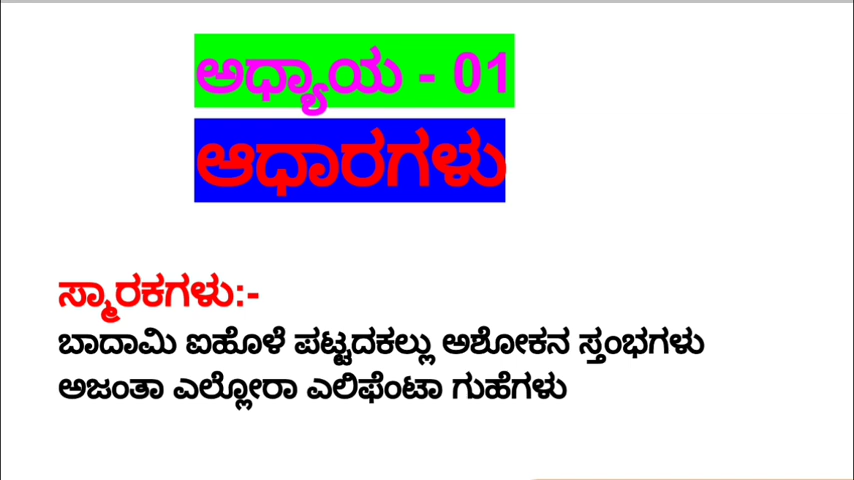 ಅಧ್ಯಾಯ - 01
ಆಧಾರಗಳು
ಸ್ಮಾರಕಗಳು:-
ಬಾದಾಮಿ ಐಹೊಳೆ ಪಟ್ಟದಕಲ್ಲು ಅಶೋಕನ ಸ್ತಂಭಗಳು
ಅಜಂತಾ ಎಲ್ಲೋರಾ ಎಲಿಫೆಂಟಾ ಗುಹೆಗಳು